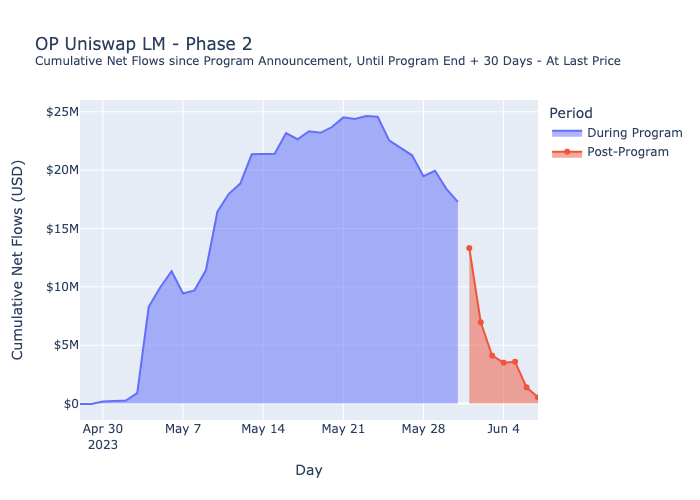 OP Uniswap LM - Phase 2
Cumulative Net Flows since Program Announcement, Until Program End + 30 Days - At Last Price
Period
During Program
Post-Program
Cumulative Net Flows (USD)
$25M
$20M
$15M
$10M
$5M
$0
Apr 30
2023
May 7
May 14
May 21
May 28
Jun 4
Day